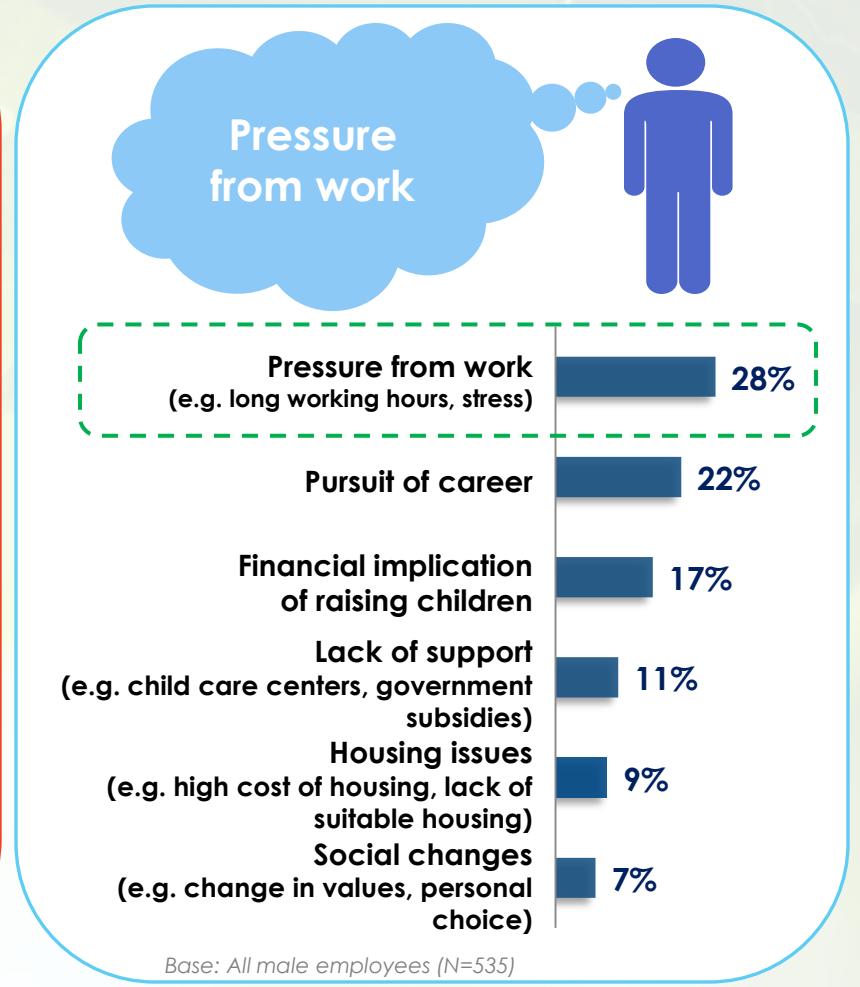 Pressure
from work
Pressure from work
(e.g. long working hours, stress)
28%
Pursuit of career
22%
Financial implication
of raising children
17%
Lack of support
(e.g. child care centers, government
subsidies)
11%
Housing issues
(e.g. high cost of housing, lack of
suitable housing)
9%
Social changes
(e.g. change in values, personal
choice)
7%
Base: All male employees (N=535)